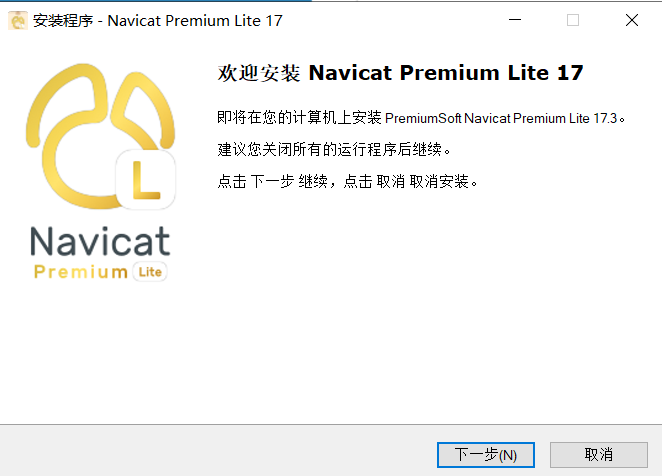 安装程序 - Navicat Premium Lite 17
欢迎安装 Navicat Premium Lite 17
即将在您的计算机上安装 PremiumSoft Navicat Premium Lite 17.3。
建议您关闭所有的运行程序后继续。
点击 下一步 继续，点击 取消 取消安装。
L
Navicat
Premium Lite
下一步(N)
取消